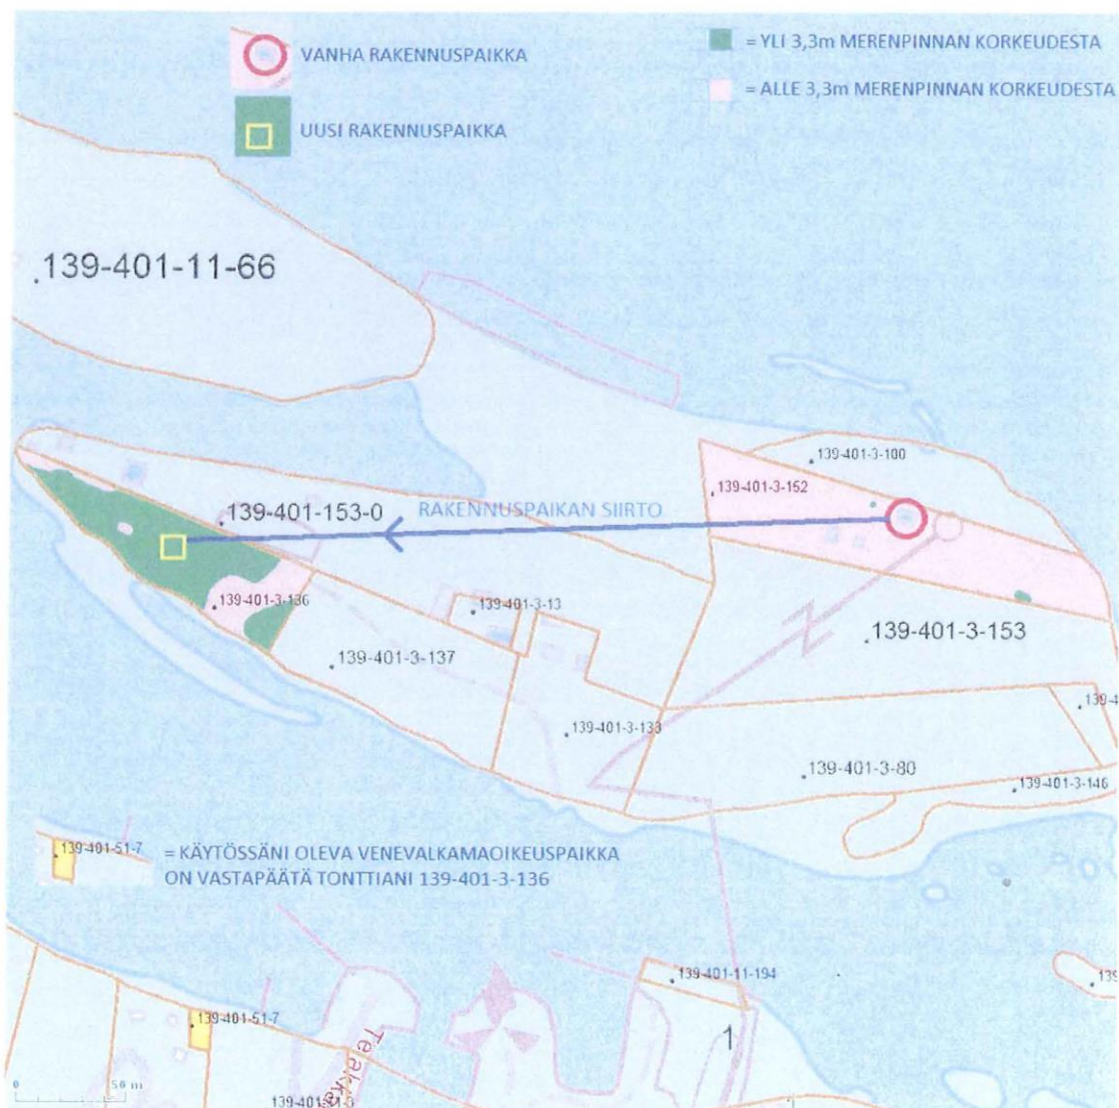 VANHA RAKENNUSPAIKKA
= YLI 3,3m MERENPINNAN KORKEUDESTA
= ALLE 3,3m MERENPINNAN KORKEUDESTA
UUSI RAKENNUSPAIKKA
139-401-11-66
139-401-3-100
139-401-3-152
139-401-153-0
RAKENNUSPAIKAN SIIRTO
139-401-3-136
139-401-3-13
139-401-3-153
139-401-3-137
139-4
139-401-3-133
139-401-3-80
139-401-3-146
139-401-51-7
= KÄYTÖSSÄNI OLEVA VENEVALKAMAOIKEUSPAIKKA
ON VASTAPÄÄTÄ TONTTIANI 139-401-3-136
139-401-11-194
139
139-401-51-7
1
0
50 m